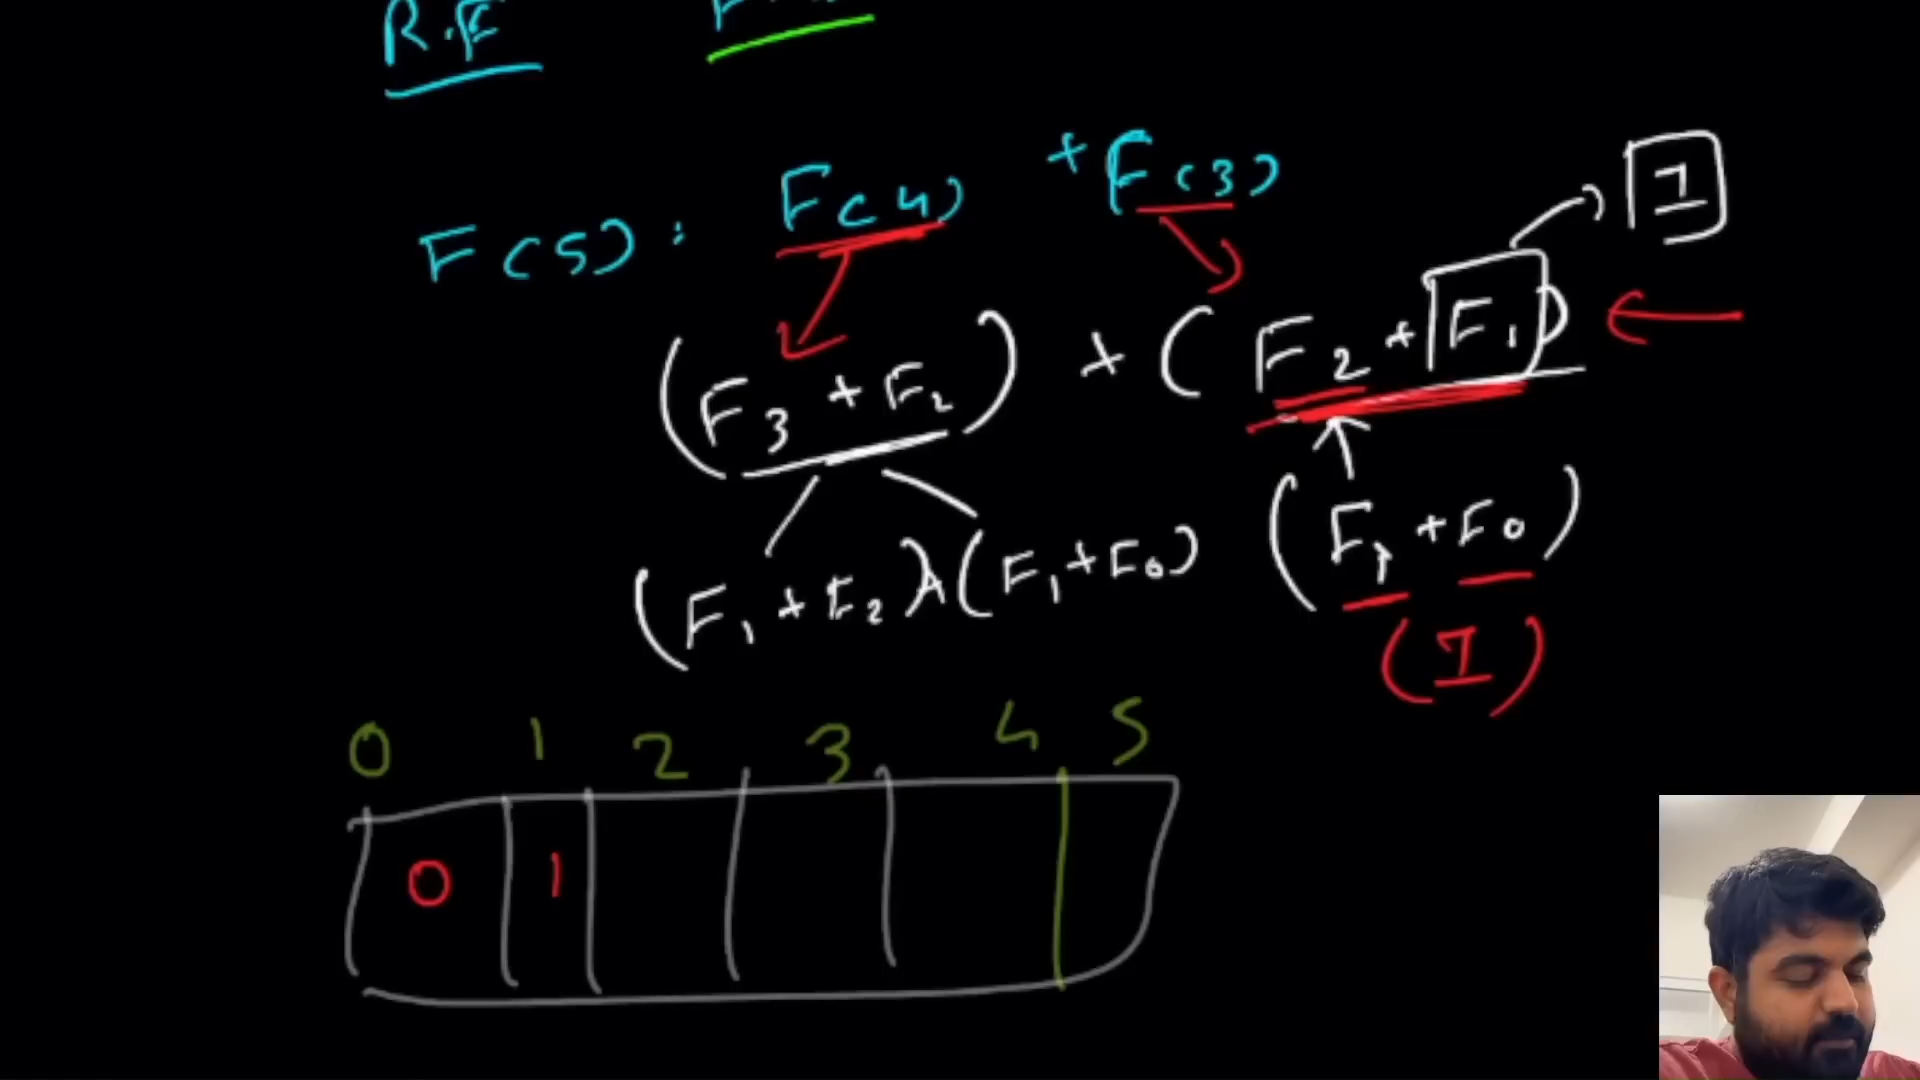 R.E
F(5): F(4) + F(3)
1
(F3 + F2) + (F2 + F1)
(F1 + F2) + (F1 + F0) (F1 + F0)
(1)
0 1 2 3 4 5
0 1